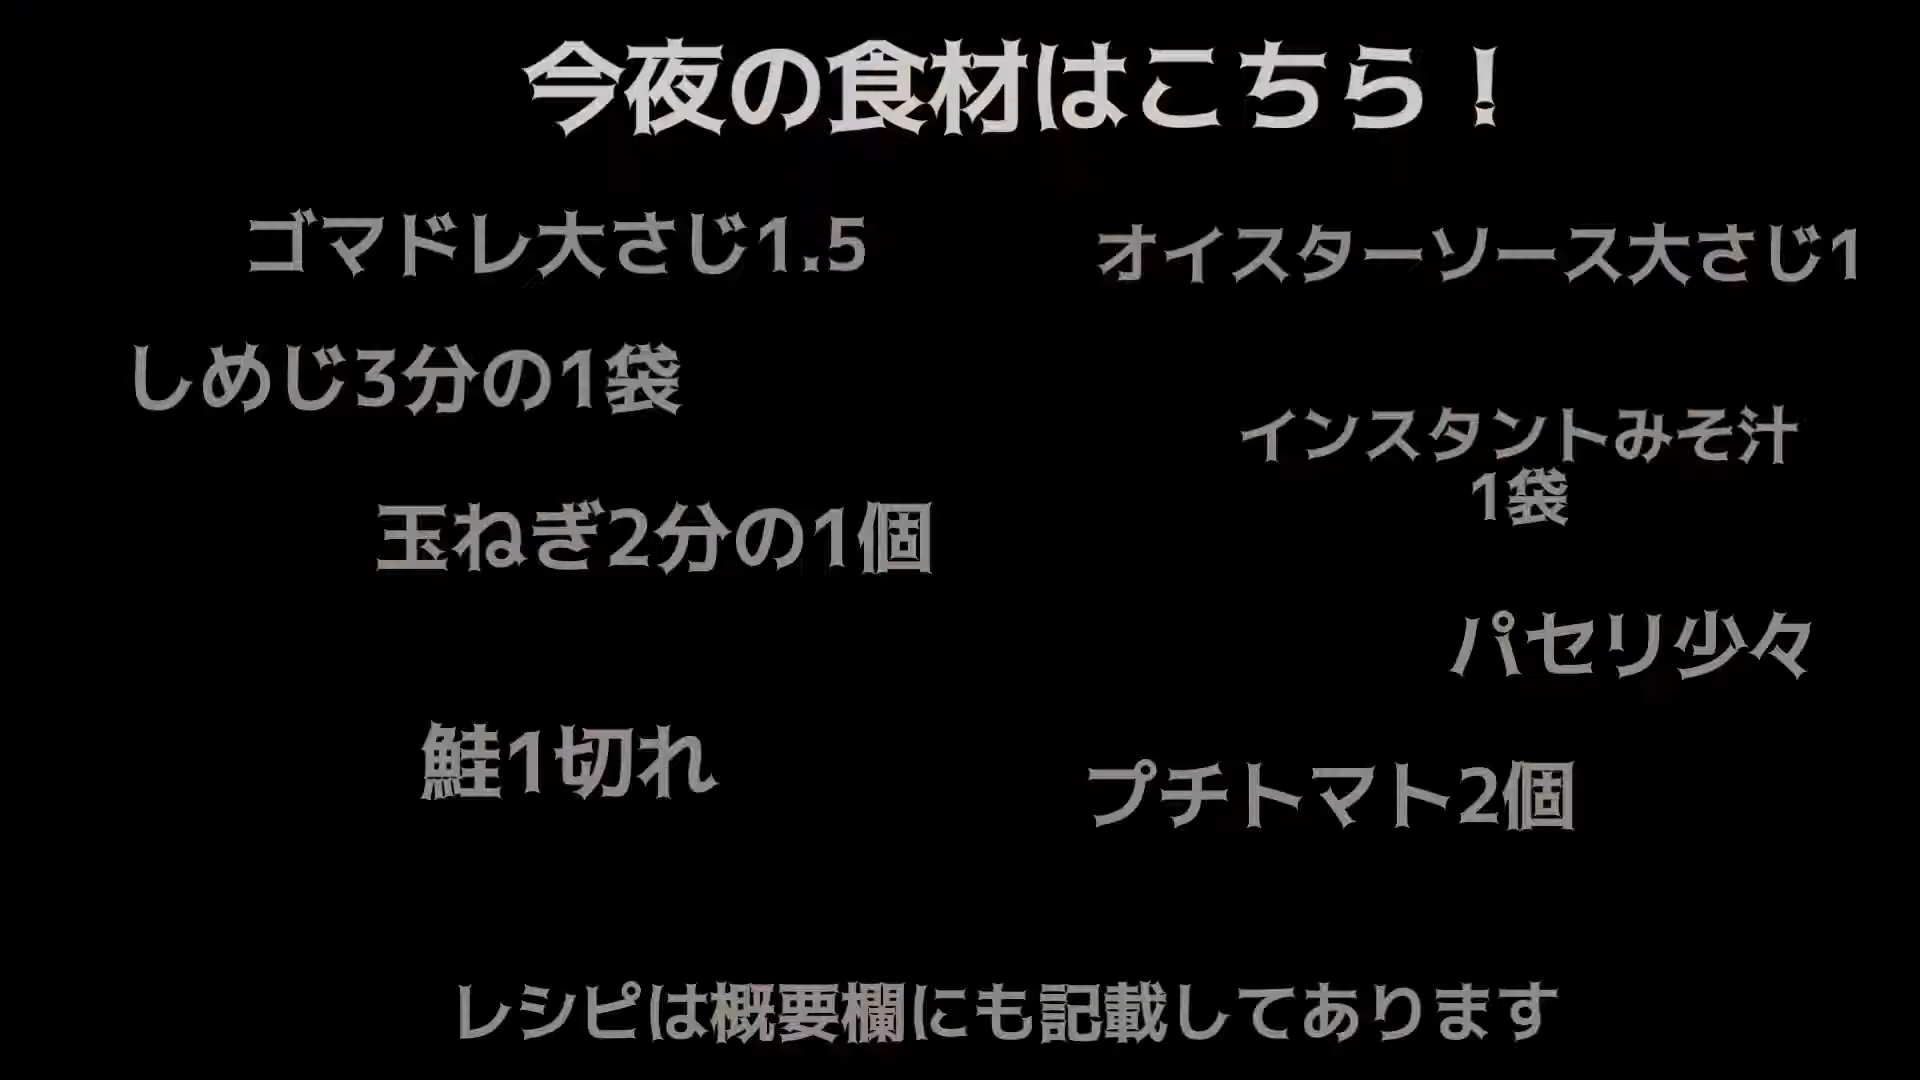 今夜の食材はこちら！
ゴマドレ大さじ1.5
オイスターソース大さじ1
しめじ3分の1袋
インスタントみそ汁
1袋
玉ねぎ2分の1個
パセリ少々
鮭1切れ
プチトマト2個
レシピは概要欄にも記載してあります